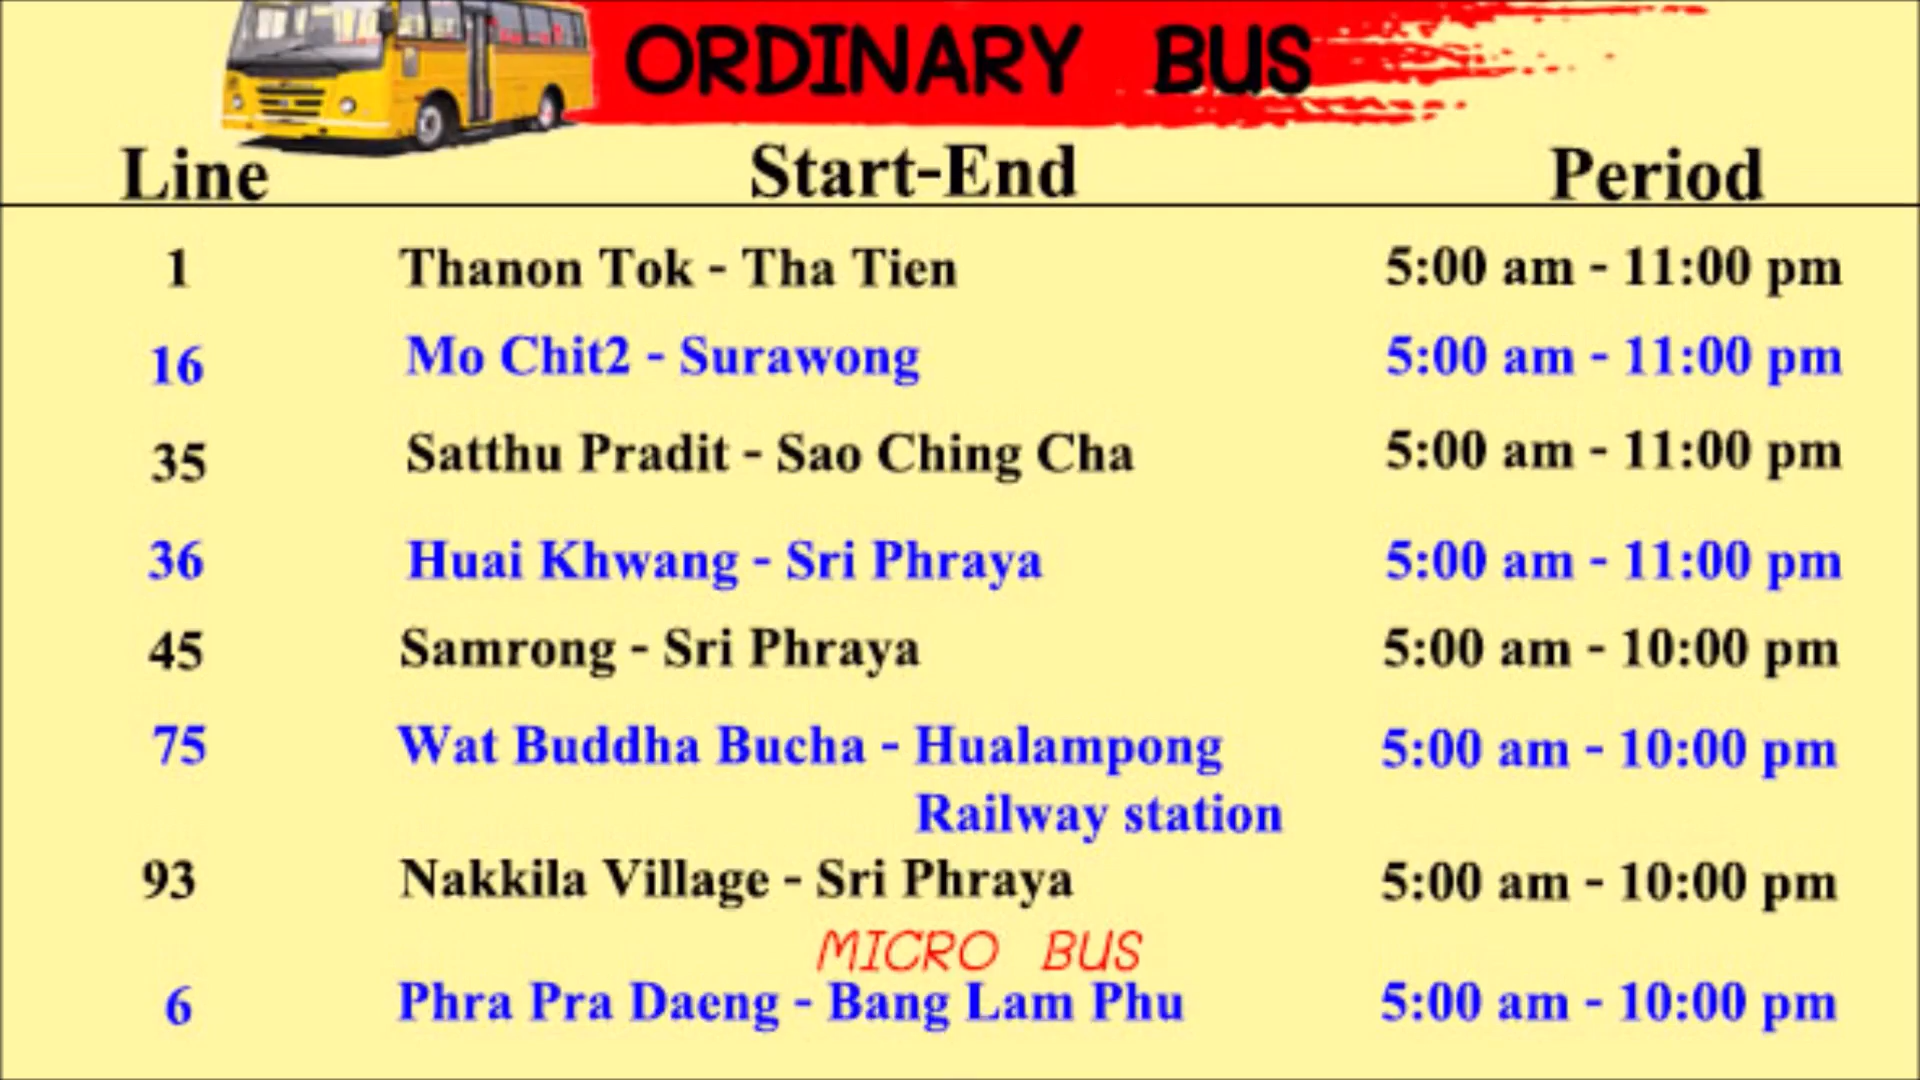 ORDINARY BUS
Line Start-End Period
1 Thanon Tok - Tha Tien 5:00 am - 11:00 pm
16 Mo Chit2 - Surawong 5:00 am - 11:00 pm
35 Satthu Pradit - Sao Ching Cha 5:00 am - 11:00 pm
36 Huai Khwang - Sri Phraya 5:00 am - 11:00 pm
45 Samrong - Sri Phraya 5:00 am - 10:00 pm
75 Wat Buddha Bucha - Hualampong 5:00 am - 10:00 pm
Railway station
93 Nakkila Village - Sri Phraya 5:00 am - 10:00 pm
MICRO BUS
6 Phra Pra Daeng - Bang Lam Phu 5:00 am - 10:00 pm